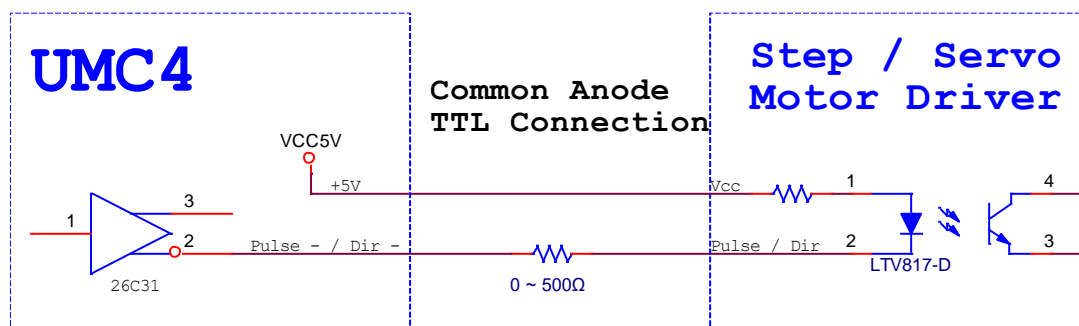 UMC4
Step / Servo
Motor Driver
Common Anode
TTL Connection
VCC5V
+5V
Vcc
1
4
1
3
2
Pulse - / Dir -
Pulse / Dir
2
3
26C31
0 ~ 500Ω
LTV817-D